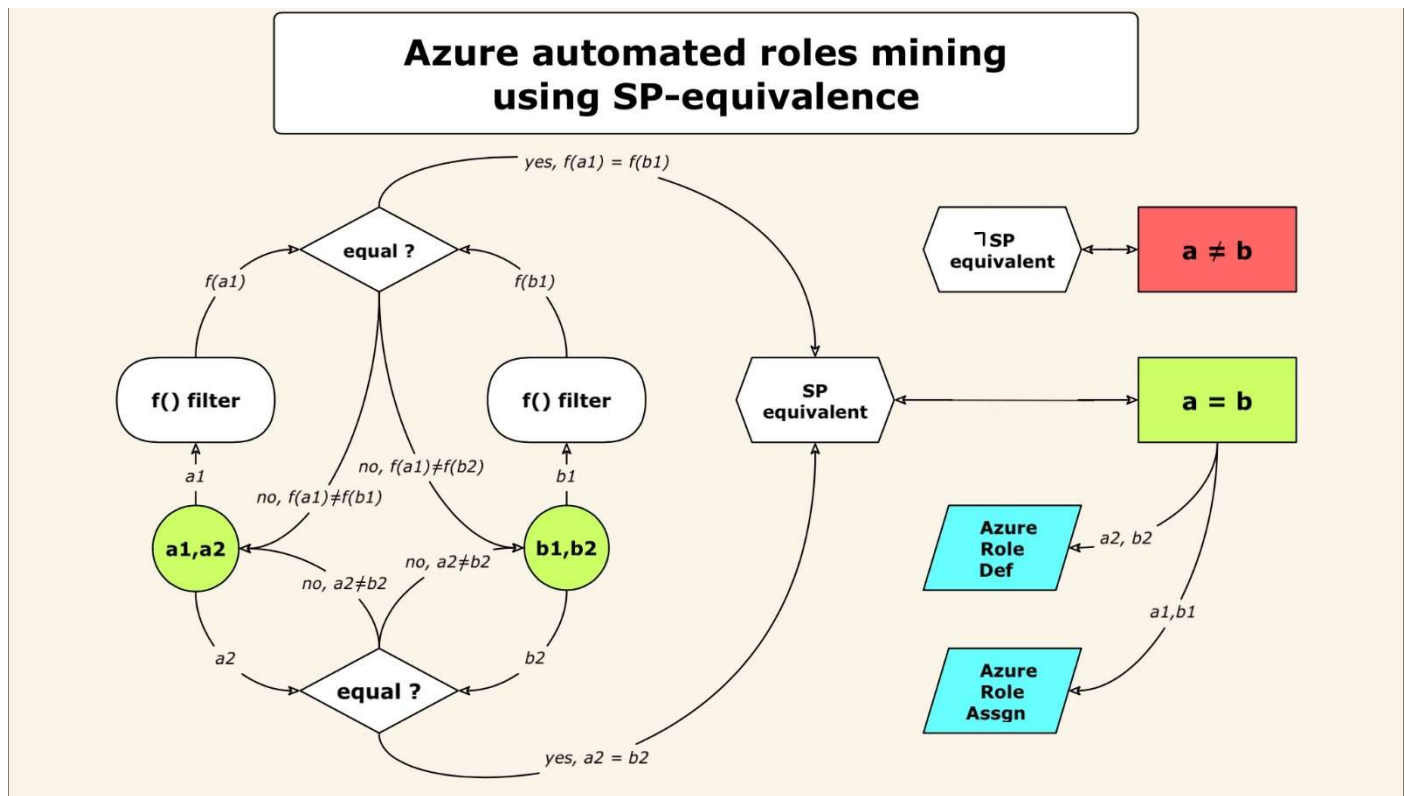 Azure automated roles mining
using SP-equivalence
yes, f(a1) = f(b1)
equal ?
f(a1)
f(b1)
f() filter
f() filter
a1
b1
no, f(a1)≠f(b1)
no, f(a1)≠f(b2)
a1,a2
b1,b2
no, a2≠b2
no, a2≠b2
a2
b2
equal ?
yes, a2 = b2
SP
equivalent
¬SP
equivalent
a ≠ b
a = b
a2, b2
Azure
Role
Def
a1,b1
Azure
Role
Assgn